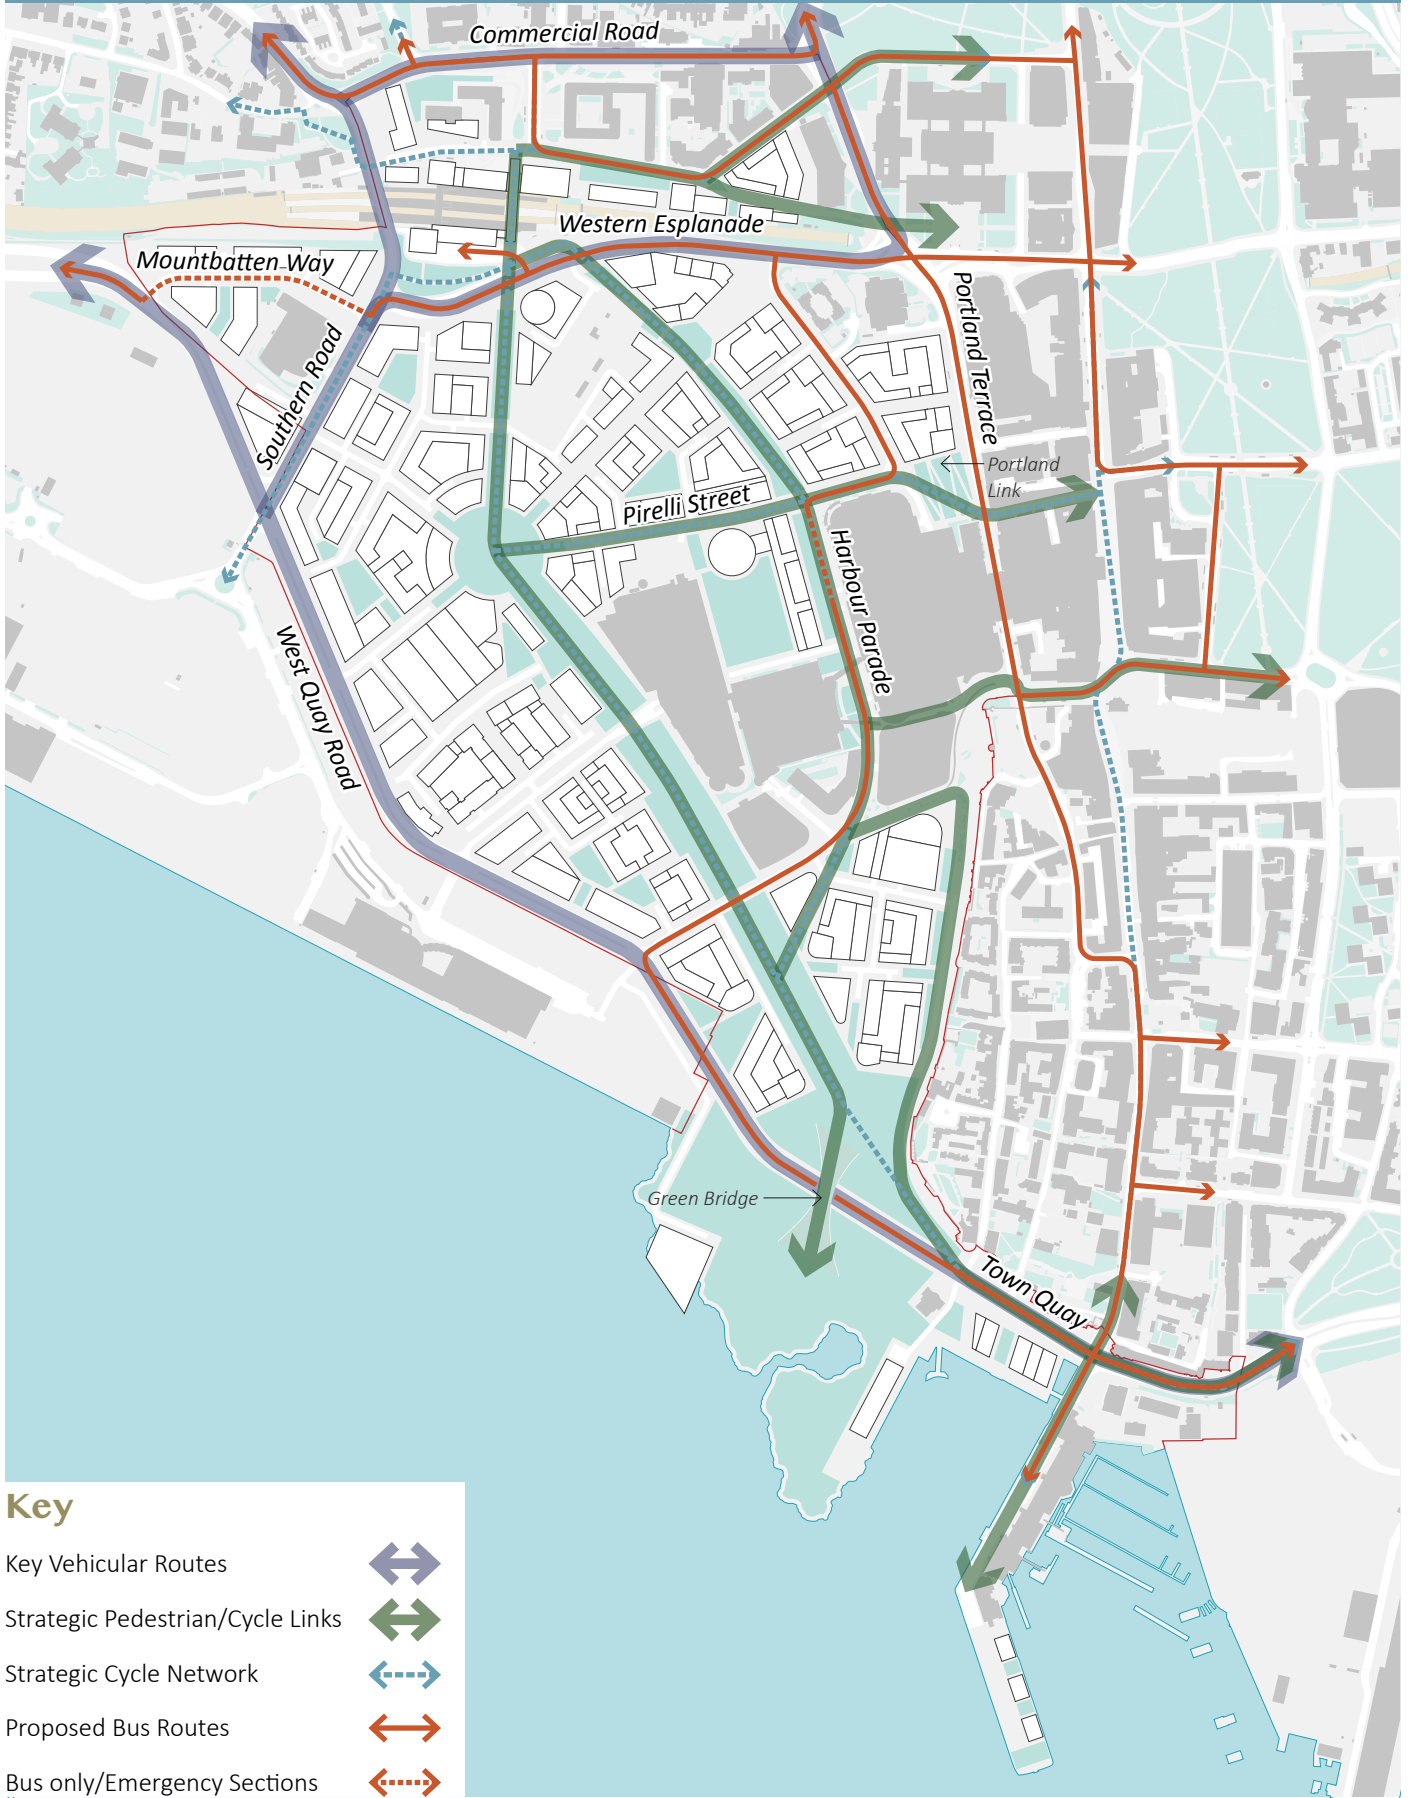 Commercial Road
Western Esplanade
Mountbatten Way
Portland Terrace
Southern Road
Portland
Link
Pirelli Street
Harbour Parade
West Quay Road
Green Bridge
Town Quay
Key
Key Vehicular Routes
Strategic Pedestrian/Cycle Links
Strategic Cycle Network
Proposed Bus Routes
Bus only/Emergency Sections